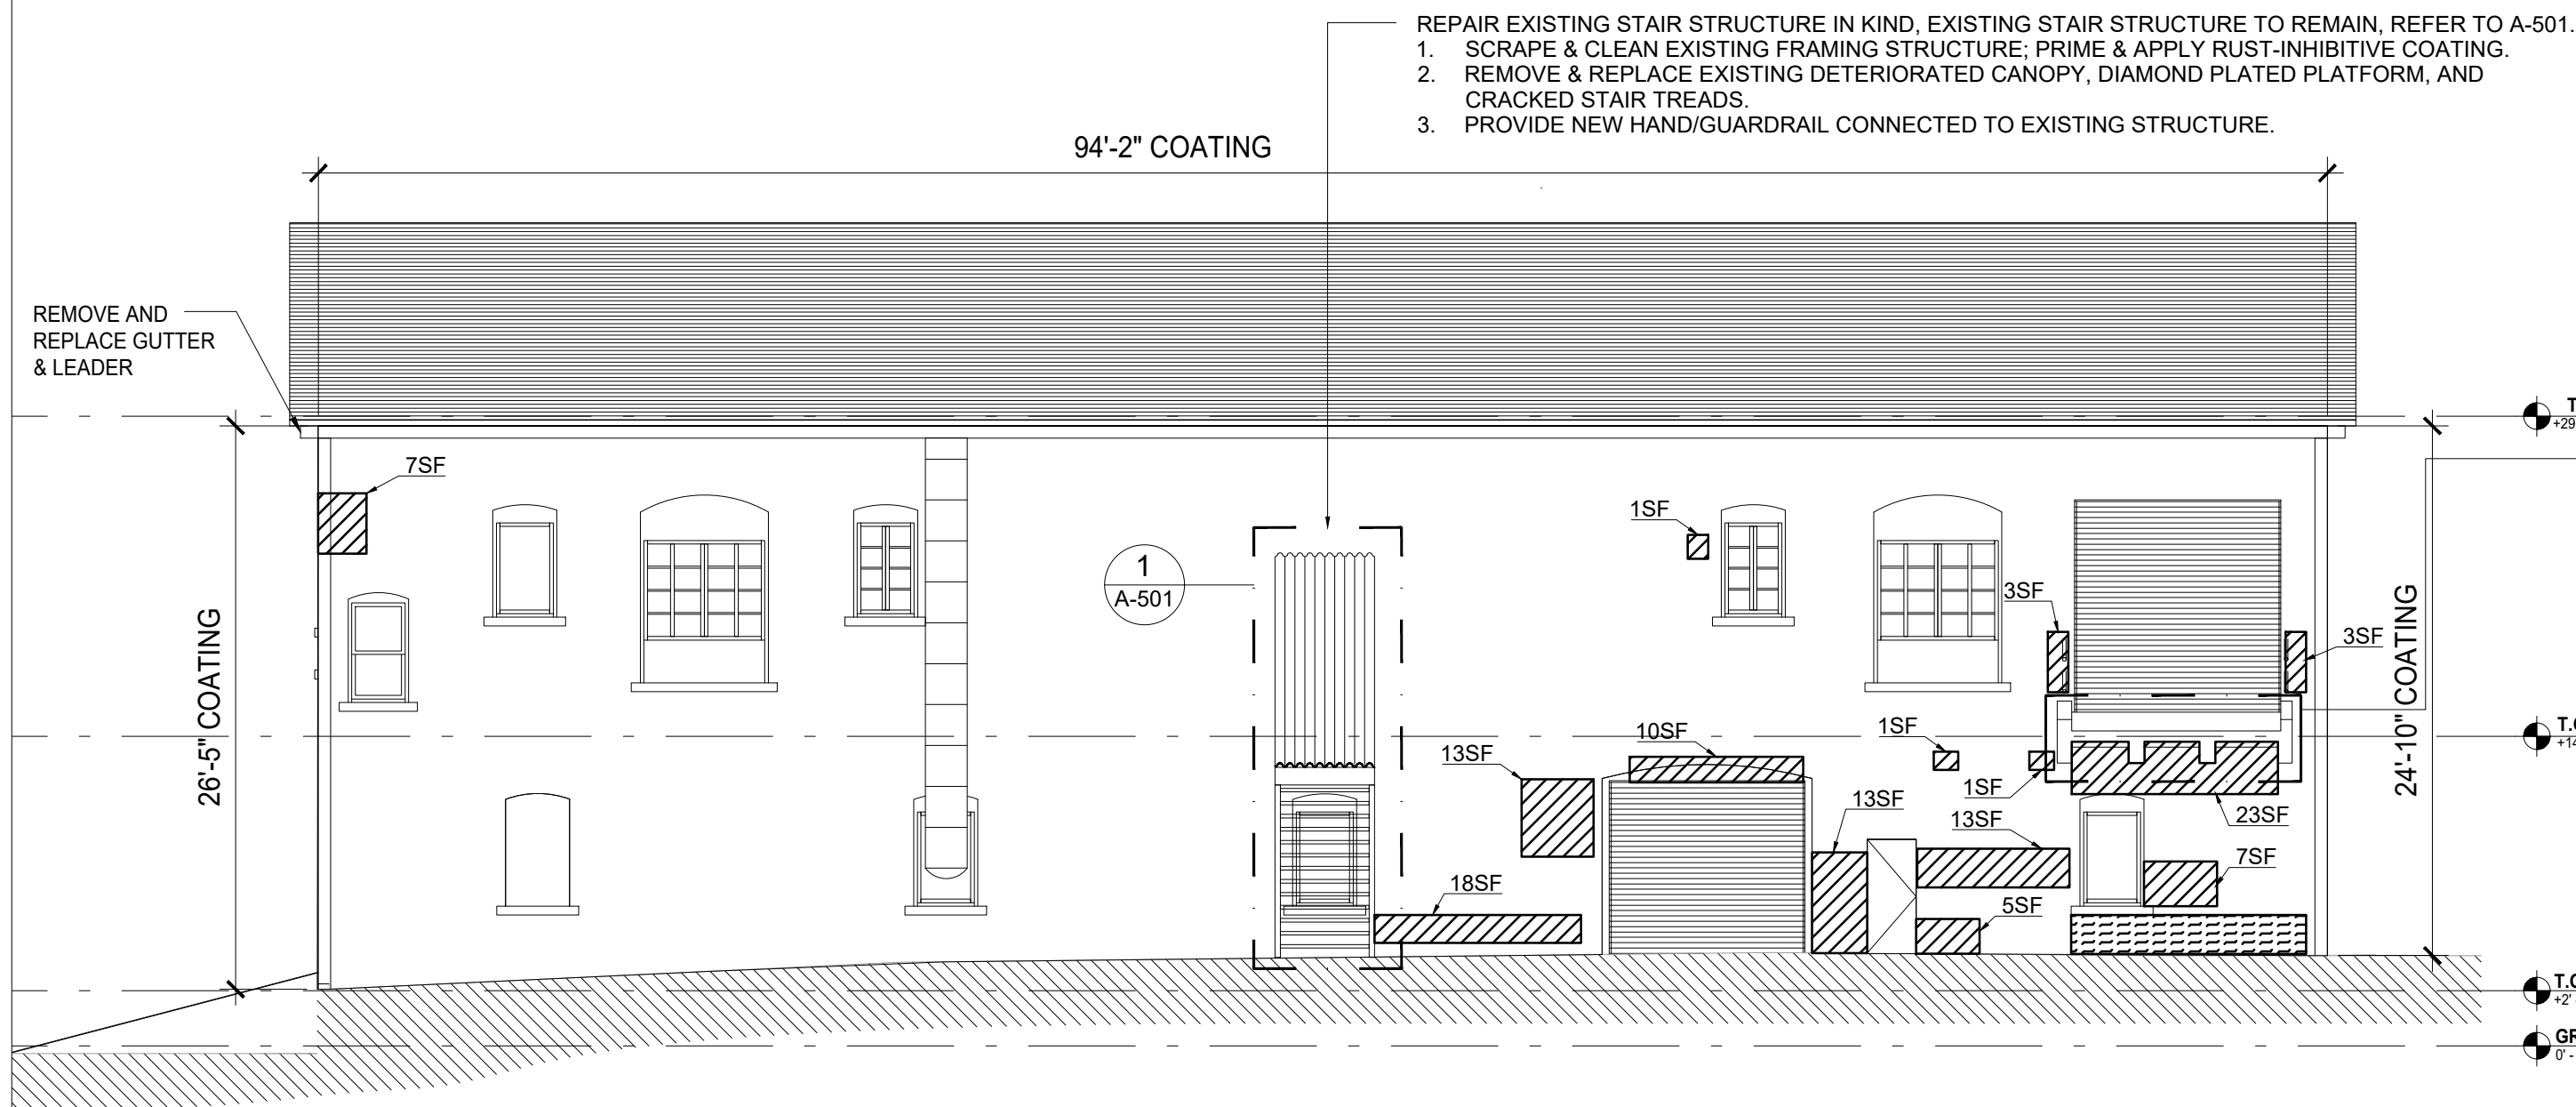 REPAIR EXISTING STAIR STRUCTURE IN KIND, EXISTING STAIR STRUCTURE TO REMAIN, REFER TO A-501.
1. SCRAPE & CLEAN EXISTING FRAMING STRUCTURE; PRIME & APPLY RUST-INHIBITIVE COATING.
2. REMOVE & REPLACE EXISTING DETERIORATED CANOPY, DIAMOND PLATED PLATFORM, AND
CRACKED STAIR TREADS.
3. PROVIDE NEW HAND/GUARDRAIL CONNECTED TO EXISTING STRUCTURE.
94'-2" COATING
REMOVE AND
REPLACE GUTTER
& LEADER
7SF
26'-5" COATING
1
A-501
1SF
3SF
3SF
24'-10" COATING
13SF
10SF
1SF
1SF
13SF
13SF
23SF
18SF
7SF
5SF
+29
+14
+2'
0' -